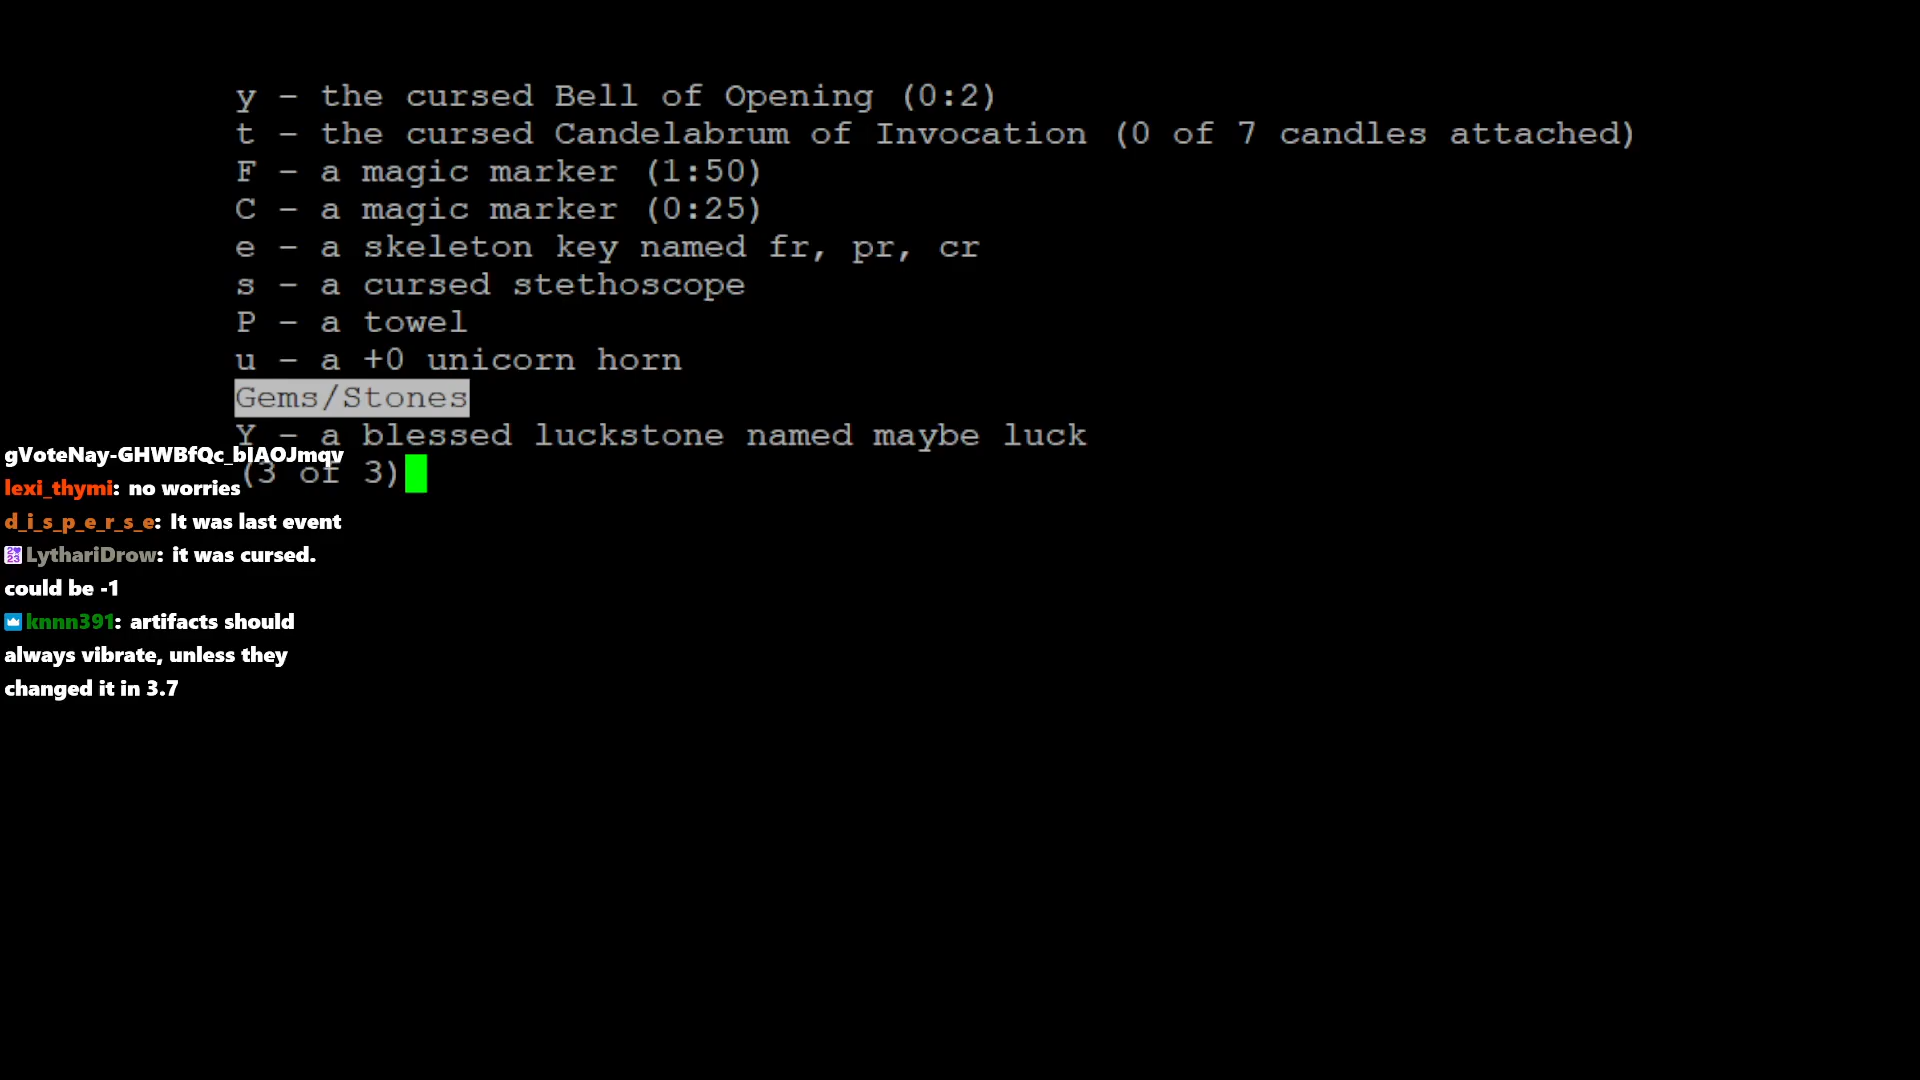 y - the cursed Bell of Opening (0:2)
t - the cursed Candelabrum of Invocation (0 of 7 candles attached)
F - a magic marker (1:50)
C - a magic marker (0:25)
e - a skeleton key named fr, pr, cr
s - a cursed stethoscope
P - a towel
u - a +0 unicorn horn
Gems/Stones
Y - a blessed luckstone named maybe luck
(3 of 3)
gVoteNay-GHWBfQc_bIAOJmqv
lexi_thymi: no worries
d_i_s_p_e_r_s_e: It was last event
LythariDrow: it was cursed.
could be -1
knnn391: artifacts should
always vibrate, unless they
changed it in 3.7